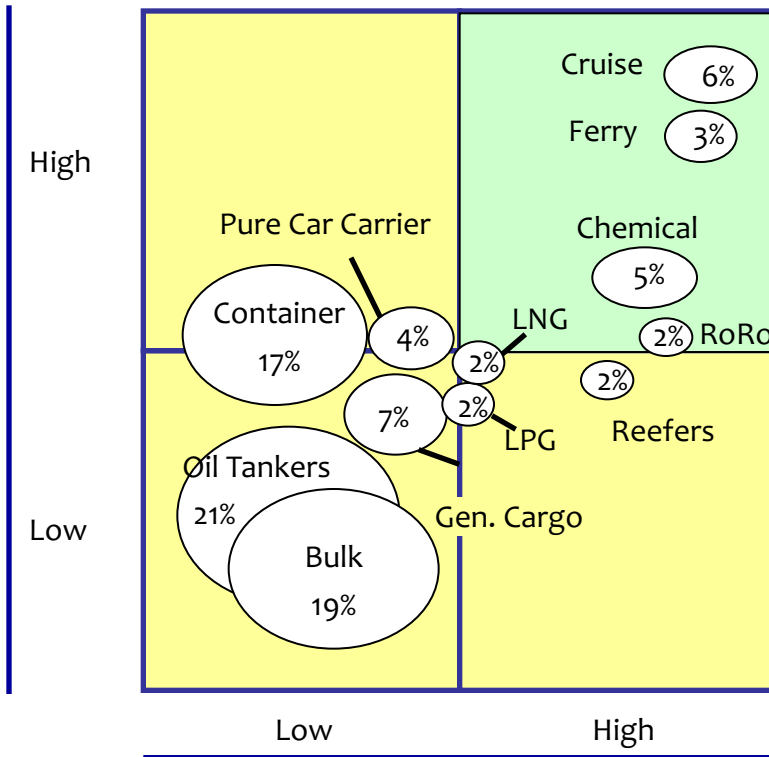 Cruise
6%
Ferry
3%
High
Pure Car Carrier
Chemical
5%
Container
17%
4%
LNG
2%
RoRo
2%
2%
7%
2%
LPG
Reefers
Oil Tankers
21%
Gen. Cargo
Low
Bulk
19%
Low
High